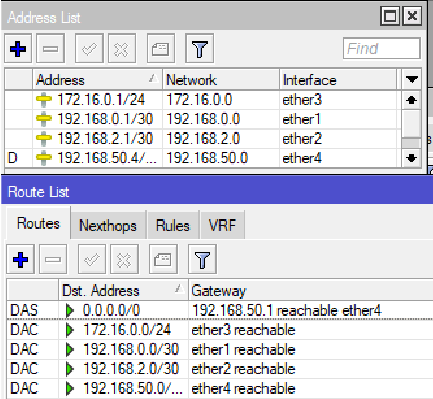 Address List
Find
Address Network Interface
172.16.0.1/24 172.16.0.0 ether3
192.168.0.1/30 192.168.0.0 ether1
192.168.2.1/30 192.168.2.0 ether2
D 192.168.50.4/... 192.168.50.0 ether4
Route List
Routes Nexthops Rules VRF
Dst. Address Gateway
DAS 0.0.0.0/0 192.168.50.1 reachable ether4
DAC 172.16.0.0/24 ether3 reachable
DAC 192.168.0.0/30 ether1 reachable
DAC 192.168.2.0/30 ether2 reachable
DAC 192.168.50.0/... ether4 reachable